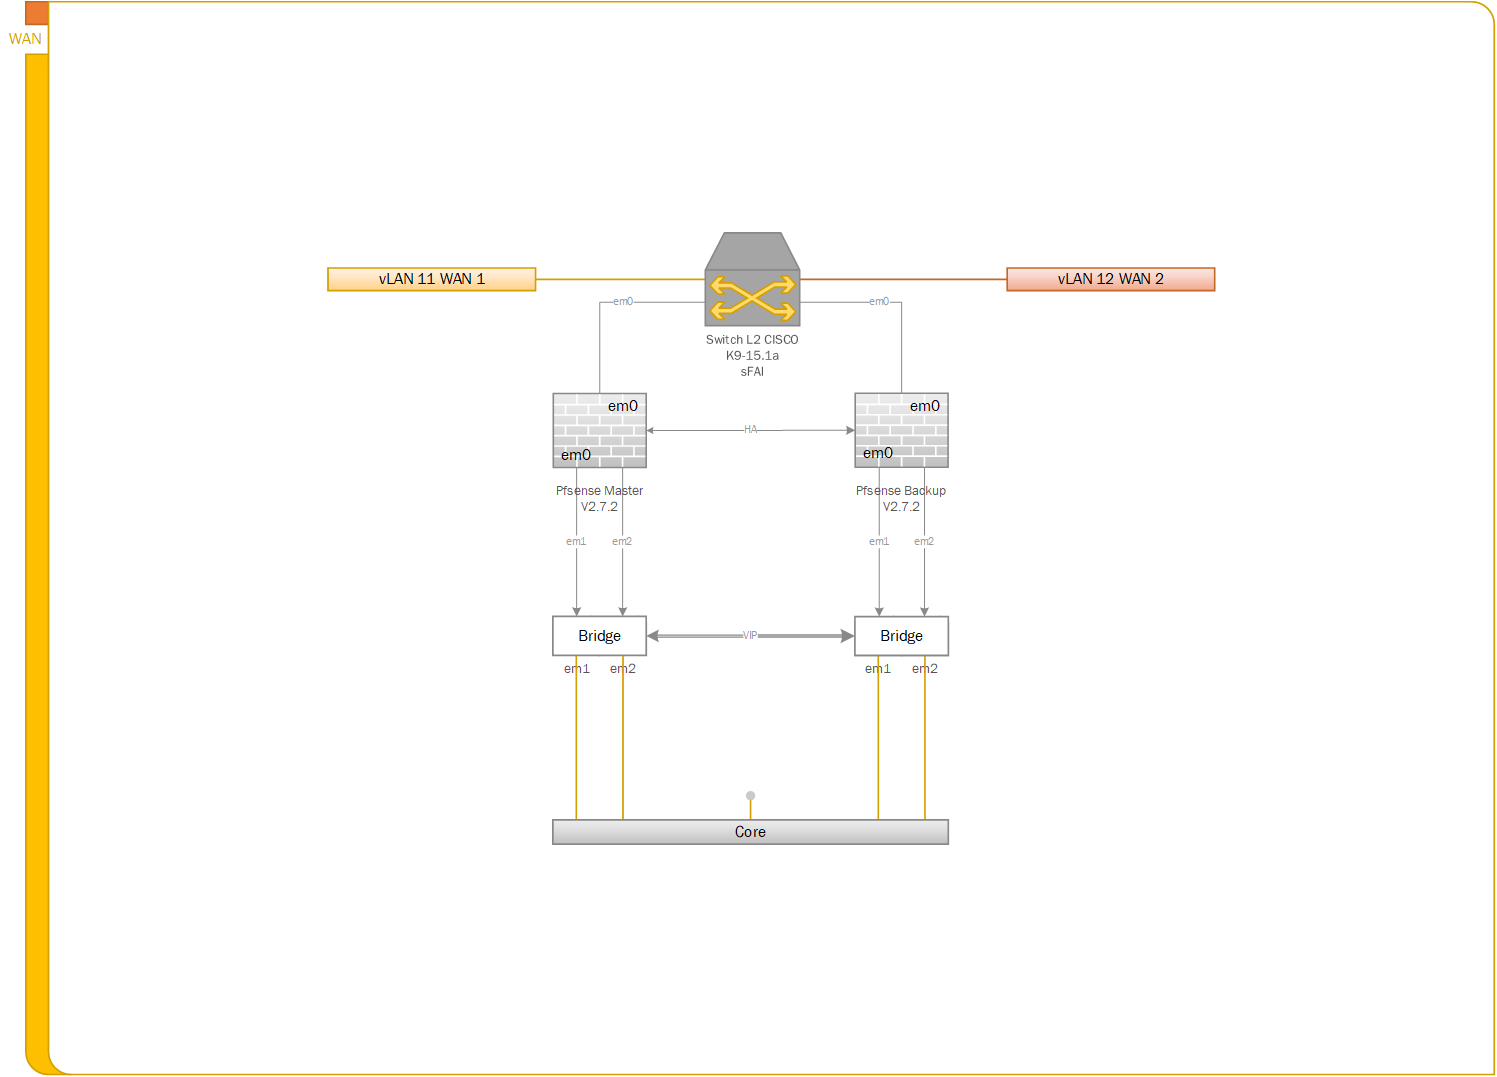 WAN
vLAN 11 WAN 1
vLAN 12 WAN 2
em0
em0
Switch L2 CISCO
K9-15.1a
sFAI
em0
em0
HA
em0
em0
Pfsense Master
V2.7.2
Pfsense Backup
V2.7.2
em1
em2
em1
em2
Bridge
VIP
Bridge
em1
em2
em1
em2
Core